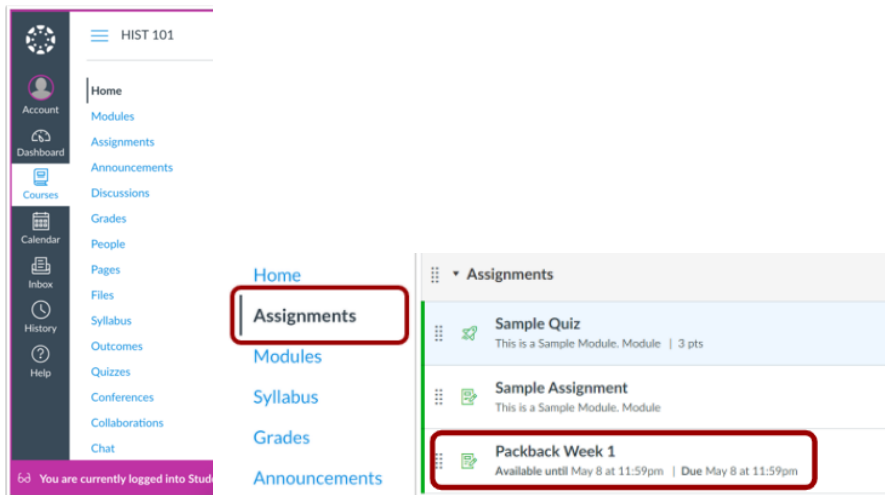 HIST 101
Account
Dashboard
Courses
Calendar
Inbox
History
Help
Home
Modules
Assignments
Announcements
Discussions
Grades
People
Pages
Files
Syllabus
Outcomes
Quizzes
Conferences
Collaborations
Chat
You are currently logged into Stud
Home
Assignments
Modules
Syllabus
Grades
Announcements
Assignments
Sample Quiz
This is a Sample Module. Module | 3 pts
Sample Assignment
This is a Sample Module. Module
Packback Week 1
Available until May 8 at 11:59pm | Due May 8 at 11:59pm